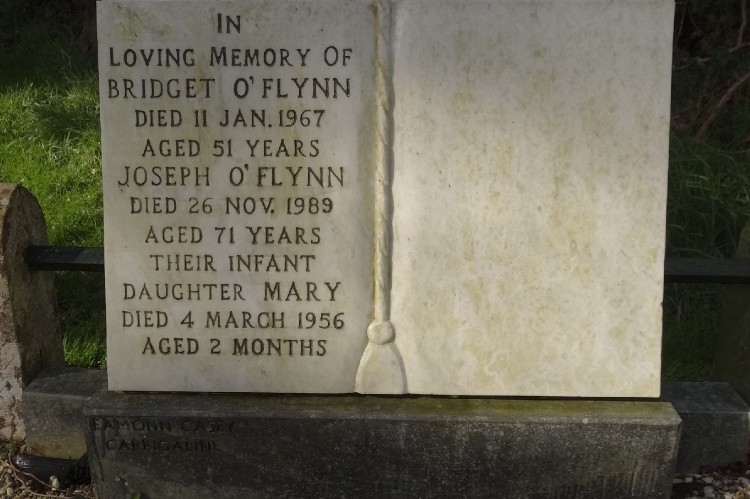 IN
LOVING MEMORY OF
BRIDGET O'FLYNN
DIED 11 JAN. 1967
AGED 51 YEARS
JOSEPH O'FLYNN
DIED 26 NOV. 1989
AGED 71 YEARS
THEIR INFANT
DAUGHTER MARY
DIED 4 MARCH 1956
AGED 2 MONTHS
EAMONN CASEY
CARRIGALINE